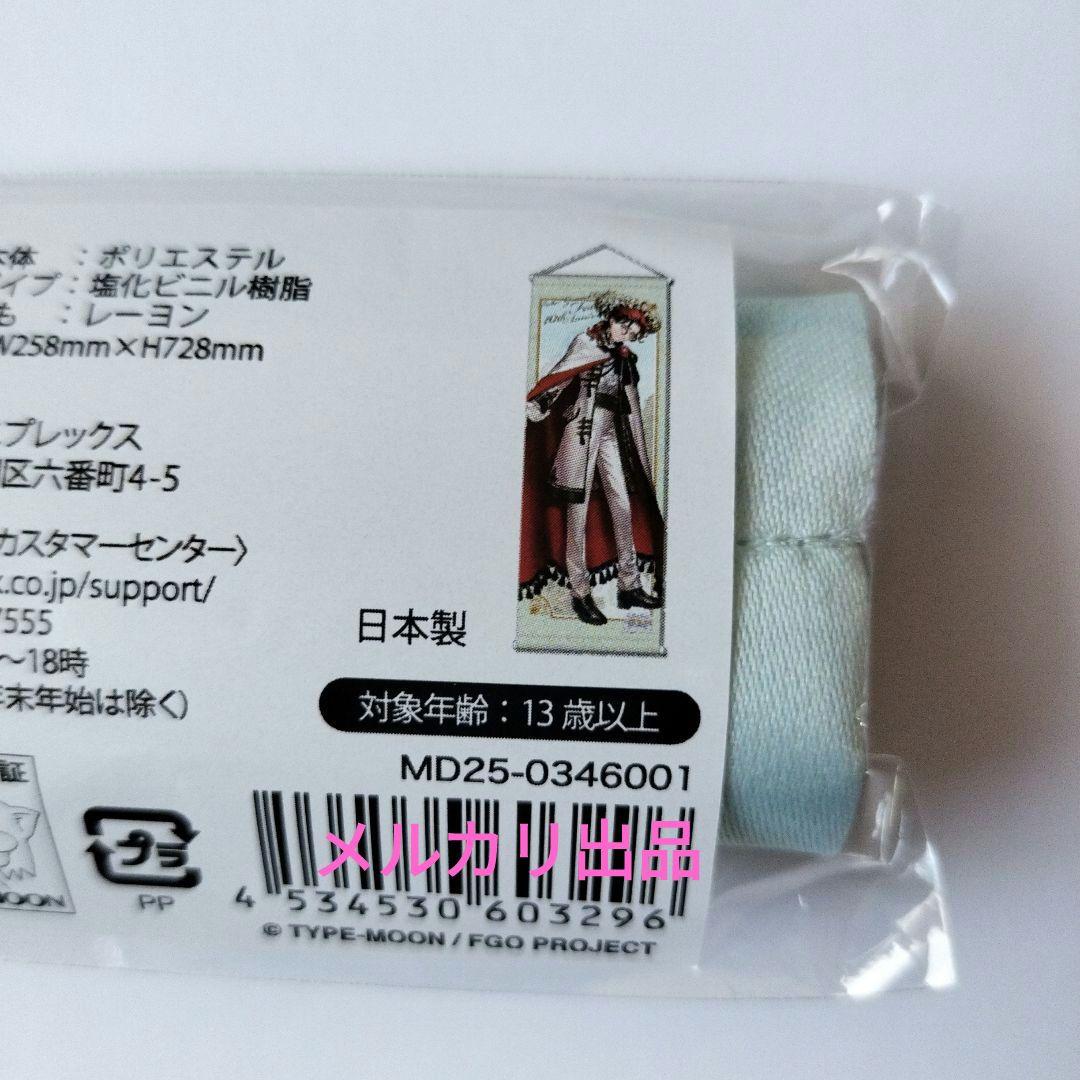 体 ：ポリエステル
イプ：塩化ビニル樹脂
も ：レーヨン
W258mm×H728mm
プレックス
区六番町4-5
カスタマーセンター〉
.co.jp/support/
7555
～18時
年末年始は除く）
日本製
対象年齢：13歳以上
MD25-0346001
証
MOON
プラ
PP
メルカリ出品
4 534530 603296
© TYPE-MOON / FGO PROJECT